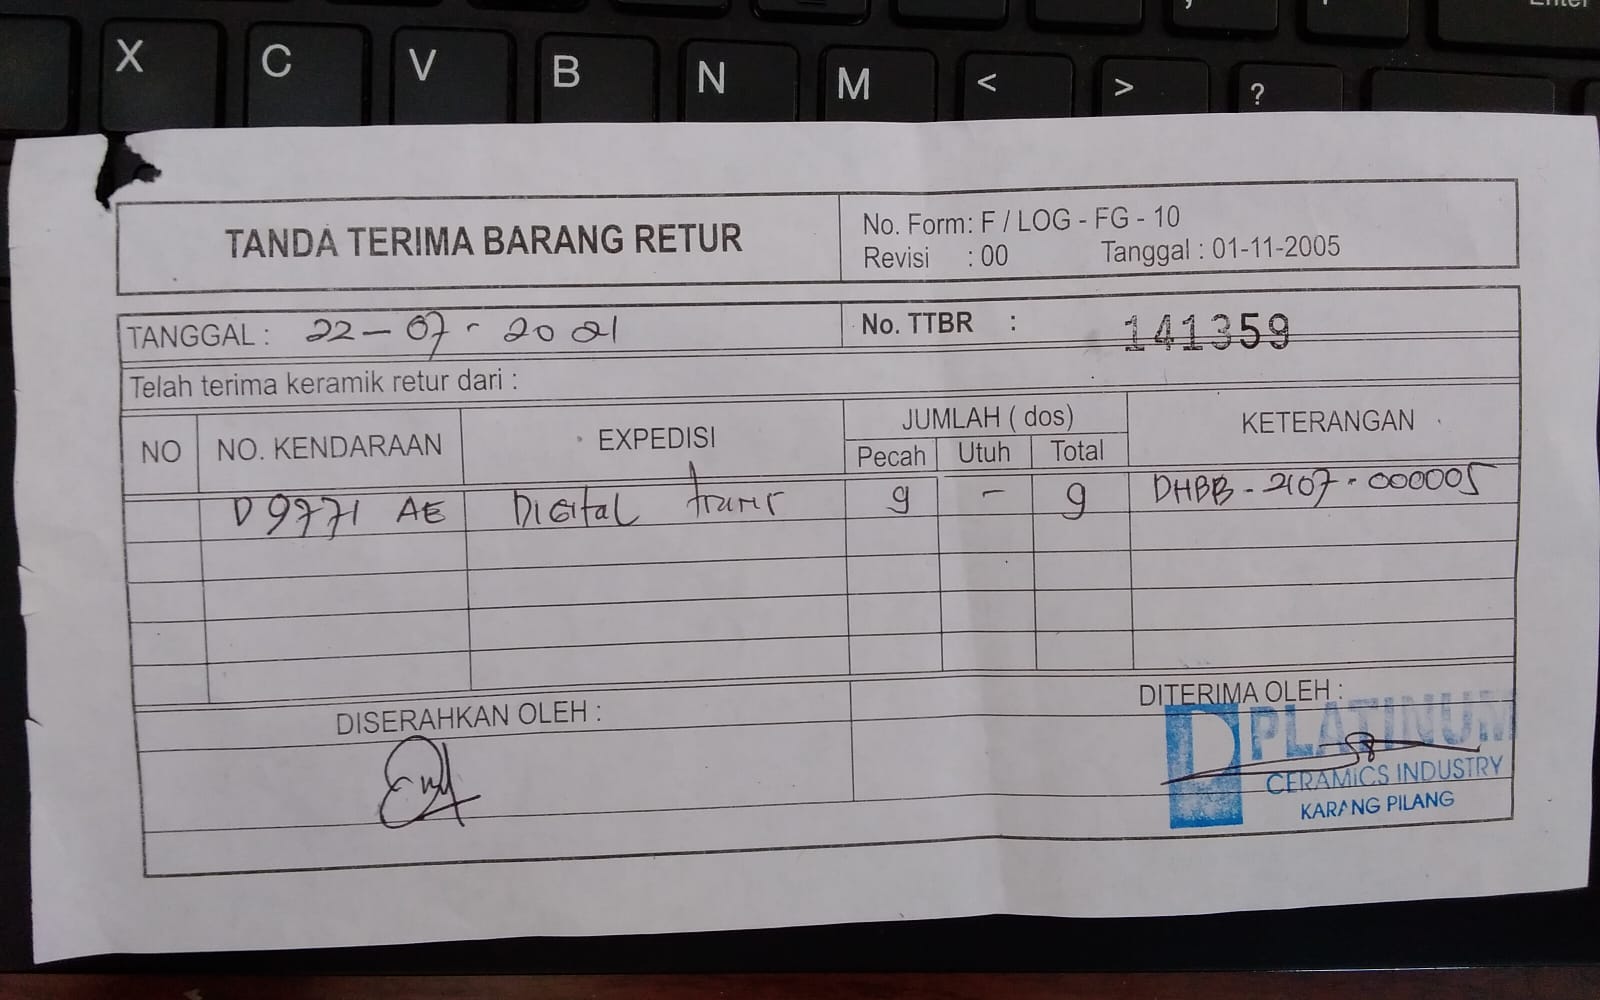 Enter
X C V B N M < > ?
TANDA TERIMA BARANG RETUR
No. Form: F / LOG - FG - 10
Revisi : 00 Tanggal : 01-11-2005
TANGGAL : 22-07-2021
No. TTBR : 141359
Telah terima keramik retur dari :
NO NO. KENDARAAN EXPEDISI JUMLAH ( dos) KETERANGAN
Pecah Utuh Total
D 9771 AE Digital trans 9 - 9 DHBB-2107-000005
DISERAHKAN OLEH :
DITERIMA OLEH :
PLATINUM
CERAMICS INDUSTRY
KARANG PILANG